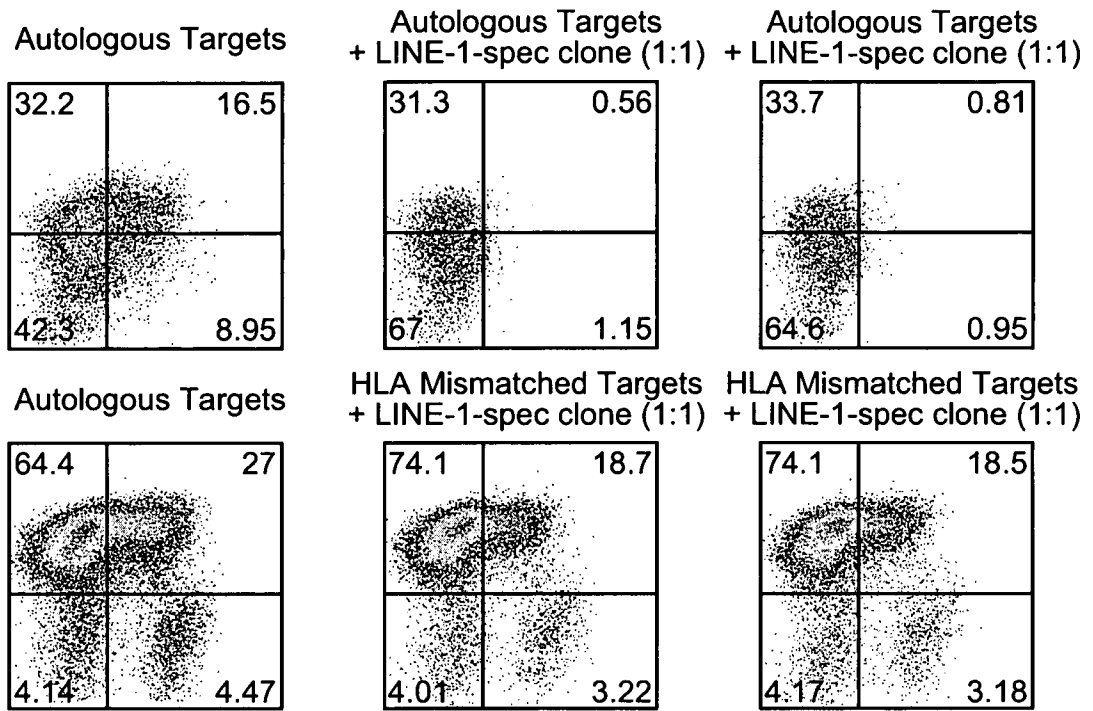 Autologous Targets
Autologous Targets
+ LINE-1-spec clone (1:1)
Autologous Targets
+ LINE-1-spec clone (1:1)
32.2 16.5
42.3 8.95
31.3 0.56
67 1.15
33.7 0.81
64.6 0.95
Autologous Targets
HLA Mismatched Targets
+ LINE-1-spec clone (1:1)
HLA Mismatched Targets
+ LINE-1-spec clone (1:1)
64.4 27
4.14 4.47
74.1 18.7
4.01 3.22
74.1 18.5
4.17 3.18